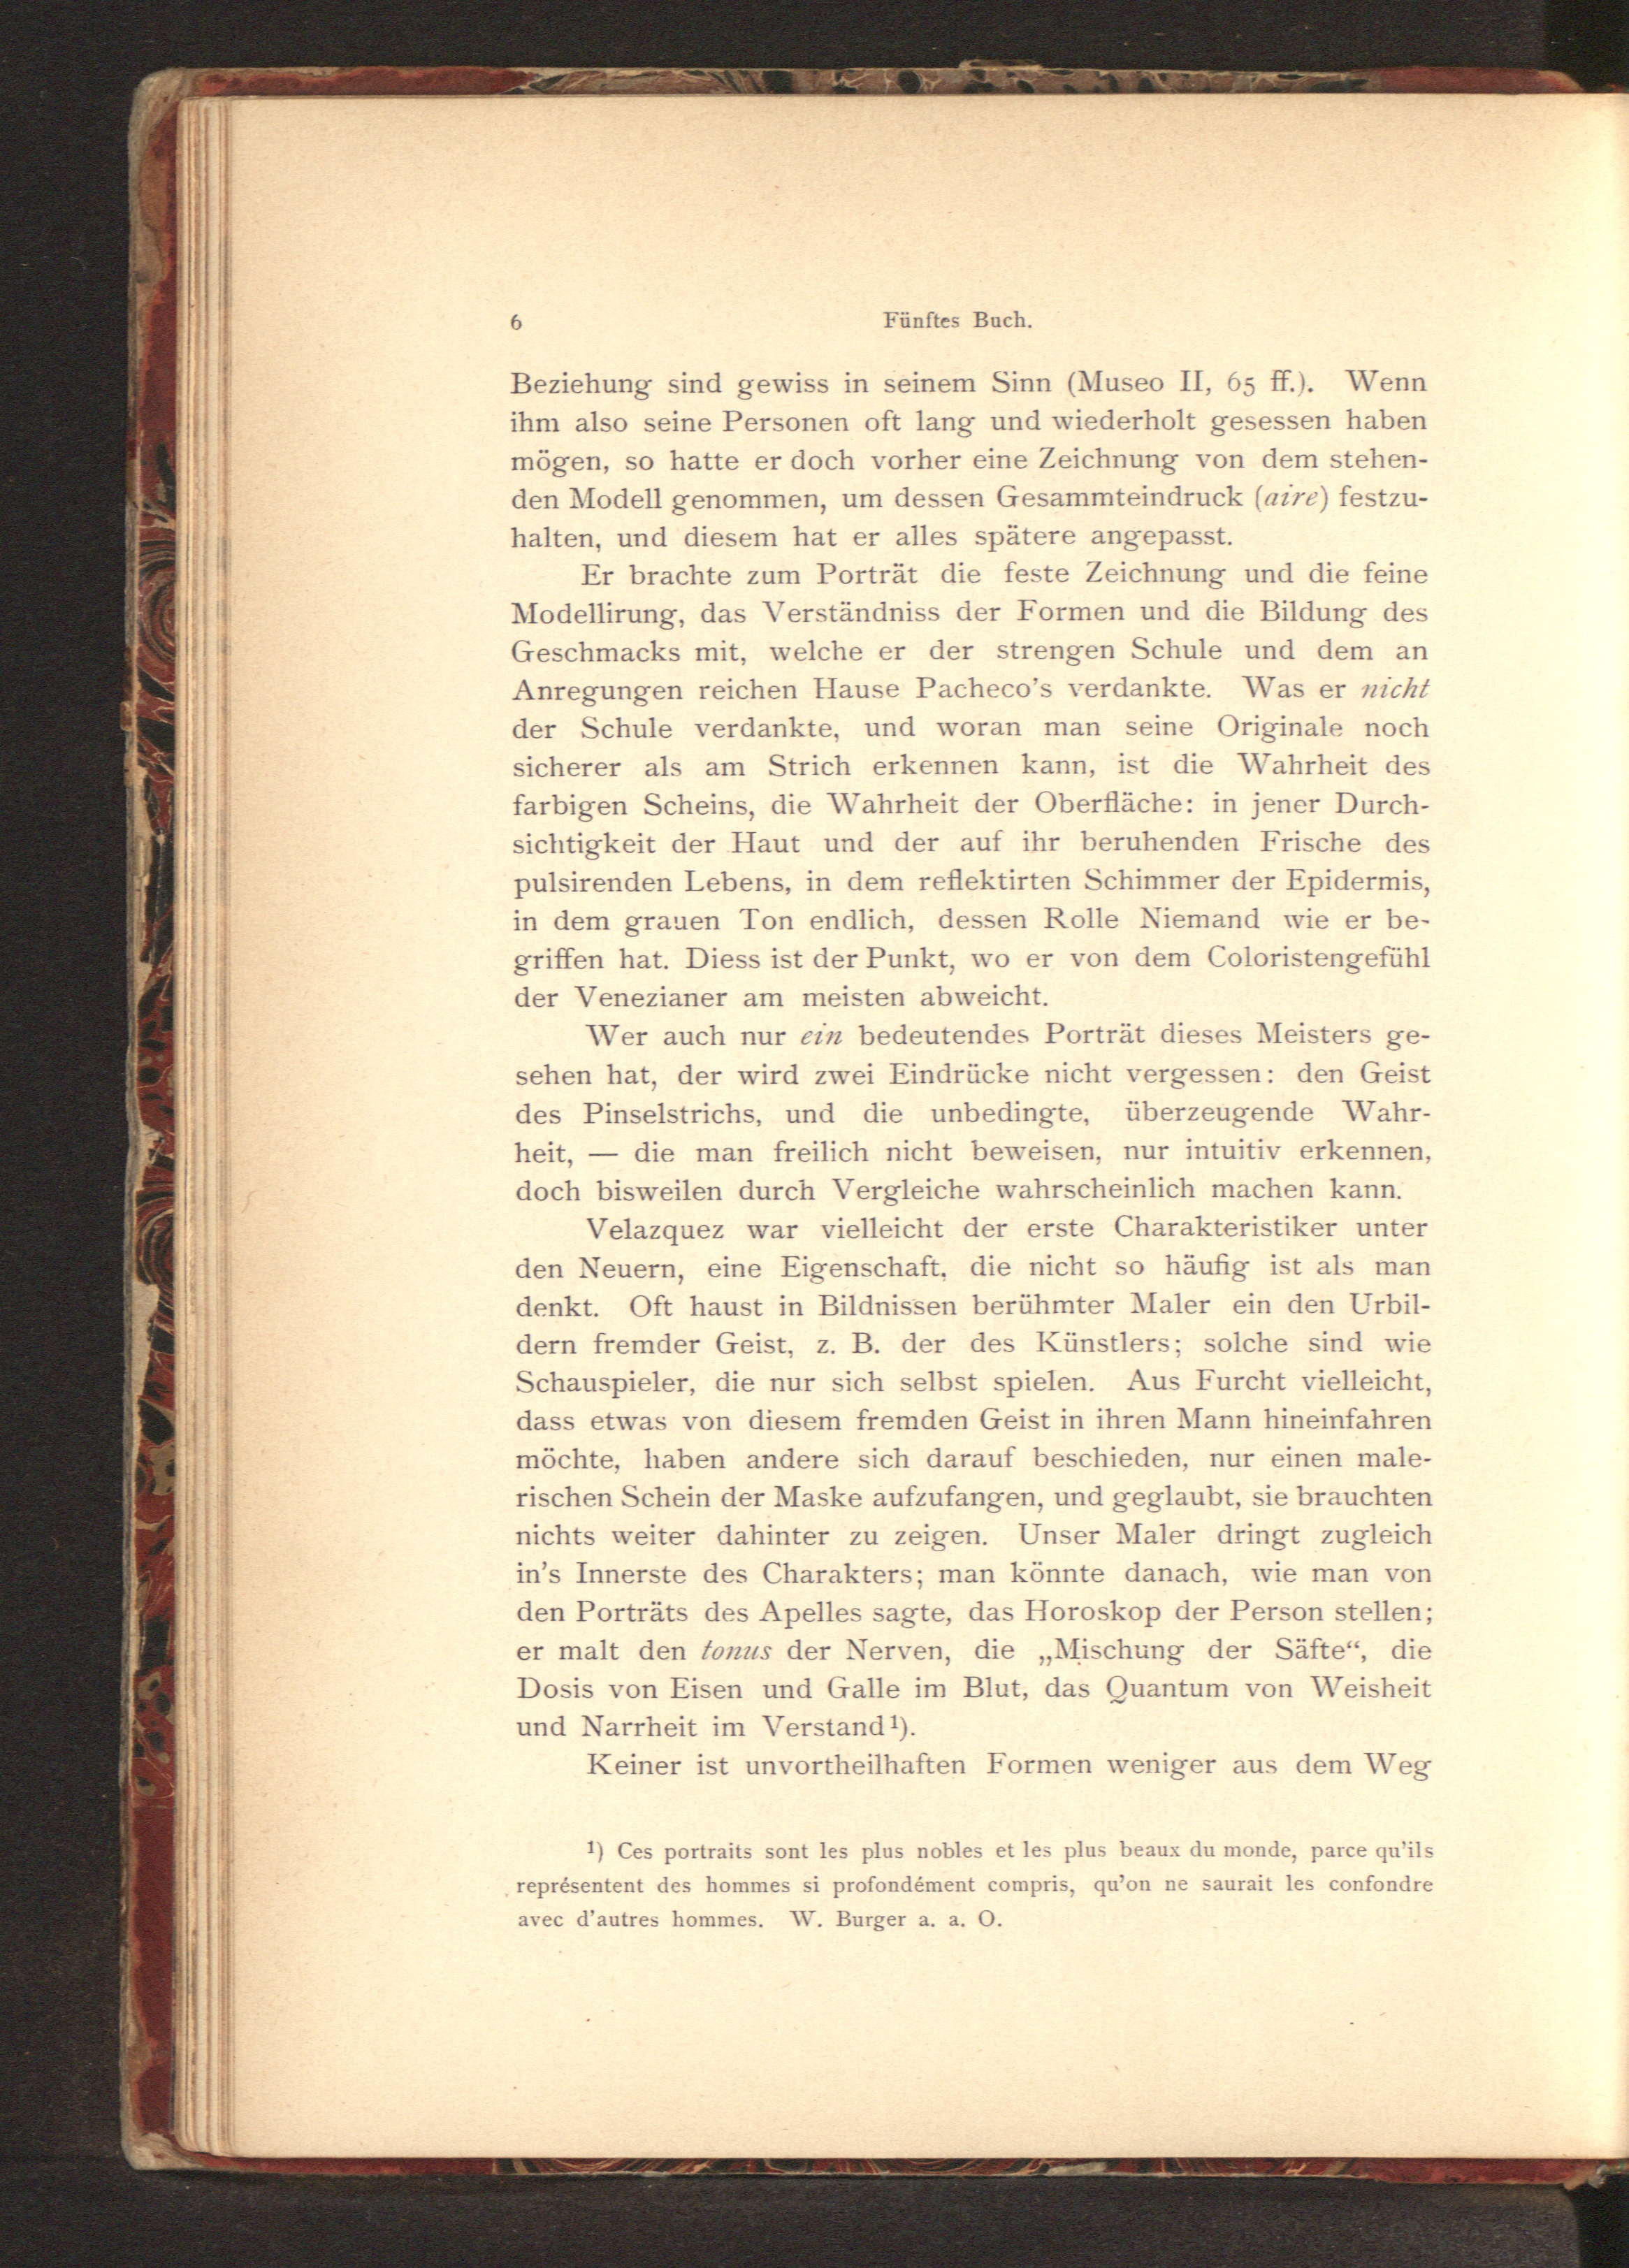 6 Fünftes Buch.
Beziehung sind gewiss in seinem Sinn (Museo II, 65 ff.). Wenn
ihm also seine Personen oft lang und wiederholt gesessen haben
mögen, so hatte er doch vorher eine Zeichnung von dem stehen-
den Modell genommen, um dessen Gesammteindruck (aire) festzu-
halten, und diesem hat er alles spätere angepasst.
Er brachte zum Porträt die feste Zeichnung und die feine
Modellirung, das Verständniss der Formen und die Bildung des
Geschmacks mit, welche er der strengen Schule und dem an
Anregungen reichen Hause Pacheco's verdankte. Was er nicht
der Schule verdankte, und woran man seine Originale noch
sicherer als am Strich erkennen kann, ist die Wahrheit des
farbigen Scheins, die Wahrheit der Oberfläche: in jener Durch-
sichtigkeit der Haut und der auf ihr beruhenden Frische des
pulsirenden Lebens, in dem reflektirten Schimmer der Epidermis,
in dem grauen Ton endlich, dessen Rolle Niemand wie er be-
griffen hat. Diess ist der Punkt, wo er von dem Coloristengefühl
der Venezianer am meisten abweicht.
Wer auch nur ein bedeutendes Porträt dieses Meisters ge-
sehen hat, der wird zwei Eindrücke nicht vergessen: den Geist
des Pinselstrichs, und die unbedingte, überzeugende Wahr-
heit, — die man freilich nicht beweisen, nur intuitiv erkennen,
doch bisweilen durch Vergleiche wahrscheinlich machen kann.
Velazquez war vielleicht der erste Charakteristiker unter
den Neuern, eine Eigenschaft, die nicht so häufig ist als man
denkt. Oft haust in Bildnissen berühmter Maler ein den Urbil-
dern fremder Geist, z. B. der des Künstlers; solche sind wie
Schauspieler, die nur sich selbst spielen. Aus Furcht vielleicht,
dass etwas von diesem fremden Geist in ihren Mann hineinfahren
möchte, haben andere sich darauf beschieden, nur einen male-
rischen Schein der Maske aufzufangen, und geglaubt, sie brauchten
nichts weiter dahinter zu zeigen. Unser Maler dringt zugleich
in's Innerste des Charakters; man könnte danach, wie man von
den Porträts des Apelles sagte, das Horoskop der Person stellen;
er malt den tonus der Nerven, die „Mischung der Säfte“, die
Dosis von Eisen und Galle im Blut, das Quantum von Weisheit
und Narrheit im Verstand¹).
Keiner ist unvortheilhaften Formen weniger aus dem Weg
¹) Ces portraits sont les plus nobles et les plus beaux du monde, parce qu'ils
représentent des hommes si profondément compris, qu'on ne saurait les confondre
avec d'autres hommes. W. Burger a. a. O.